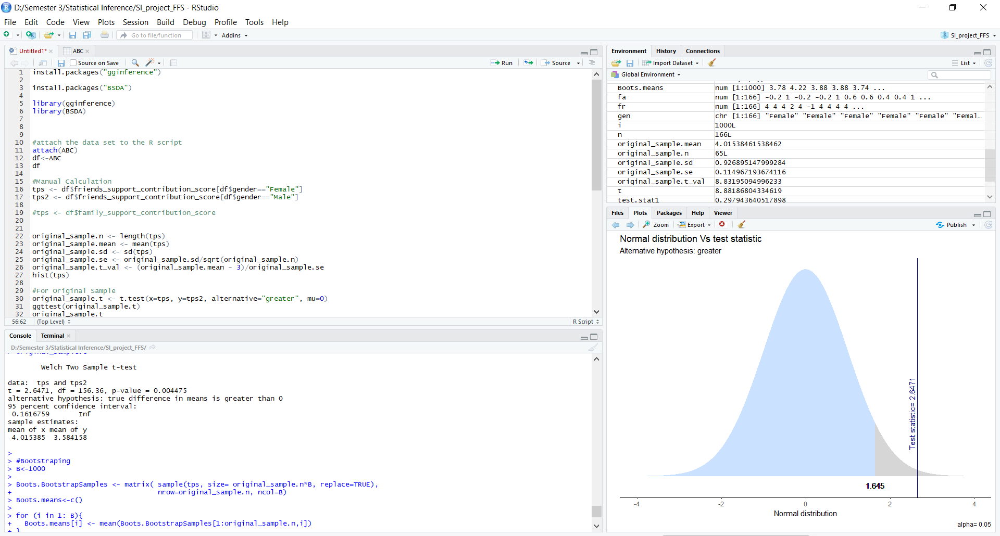 D:/Semester 3/Statistical Inference/SI_project_FFS - RStudio
File Edit Code View Plots Session Build Debug Profile Tools Help
Go to file/function Addins SI_project_FFS
Untitled1* ABC
Source on Save Run Source
1 install.packages("gginference")
2
3 install.packages("BSDA")
4
5 library(gginference)
6 library(BSDA)
7
8
9
10 #attach the data set to the R script
11 attach(ABC)
12 df<-ABC
13 df
14
15 #Manual Calculation
16 tps <- df$friends_support_contribution_score[df$gender=="Female"]
17 tps2 <- df$friends_support_contribution_score[df$gender=="Male"]
18
19 #tps <- df$family_support_contribution_score
20
21
22 original_sample.n <- length(tps)
23 original_sample.mean <- mean(tps)
24 original_sample.sd <- sd(tps)
25 original_sample.se <- original_sample.sd/sqrt(original_sample.n)
26 original_sample.t_val <- (original_sample.mean - 3)/original_sample.se
27 hist(tps)
28
29 #For Original Sample
30 original_sample.t <- t.test(x=tps, y=tps2, alternative="greater", mu=0)
31 ggttest(original_sample.t)
32 original_sample.t
56:62 (Top Level) R Script
Console Terminal
D:/Semester 3/Statistical Inference/SI_project_FFS/
Welch Two Sample t-test
data: tps and tps2
t = 2.6471, df = 156.36, p-value = 0.004475
alternative hypothesis: true difference in means is greater than 0
95 percent confidence interval:
0.1616759 Inf
sample estimates:
mean of x mean of y
4.015385 3.584158
>
> #Bootstraping
> B<-1000
>
> Boots.BootstrapSamples <- matrix( sample(tps, size= original_sample.n*B, replace=TRUE),
+ nrow=original_sample.n, ncol=B)
> Boots.means<-c()
>
> for (i in 1: B){
+ Boots.means[i] <- mean(Boots.BootstrapSamples[1:original_sample.n,i])
+ }
Environment History Connections
Import Dataset List
Global Environment
Boots.means num [1:1000] 3.78 4.22 3.88 3.88 3.74 ...
fa num [1:166] -0.2 1 -0.2 -0.2 1 0.6 0.6 0.4 0.4 1 ...
fr num [1:166] 4 4 4 2 4 -1 4 4 4 4 ...
gen chr [1:166] "Female" "Female" "Female" "Female" "Female" "Femal…
i 1000L
n 166L
original_sample.mean 4.01538461538462
original_sample.n 65L
original_sample.sd 0.926895147999284
original_sample.se 0.114967193674116
original_sample.t_val 8.83195094996233
t 8.88186804334619
test.stat1 0.297943640517898
Files Plots Packages Help Viewer
Zoom Export Publish
Normal distribution Vs test statistic
Alternative hypothesis: greater
Test statistic= 2.6471
1.645
-4 -2 0 2 4
Normal distribution
alpha= 0.05